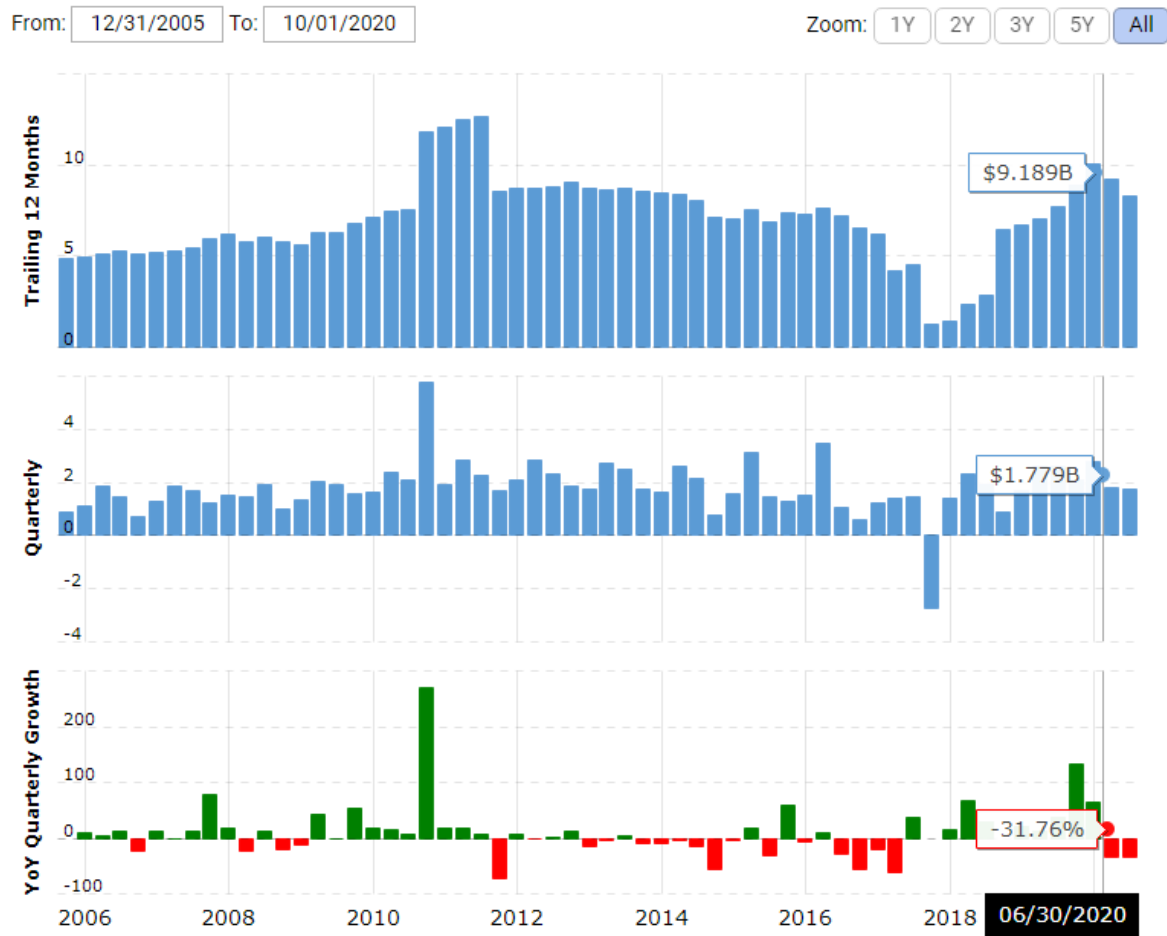 From: 12/31/2005 To: 10/01/2020 Zoom: 1Y 2Y 3Y 5Y All
Trailing 12 Months
10
5
0
$9.189B
Quarterly
4
2
0
-2
-4
$1.779B
YoY Quarterly Growth
200
100
0
-100
-31.76%
2006 2008 2010 2012 2014 2016 2018 06/30/2020